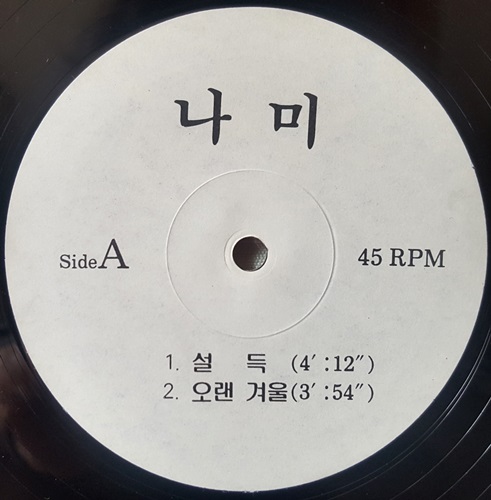 나 미
Side A
45 RPM
1. 설 득 (4′ :12″)
2. 오랜 겨울(3′ :54″)